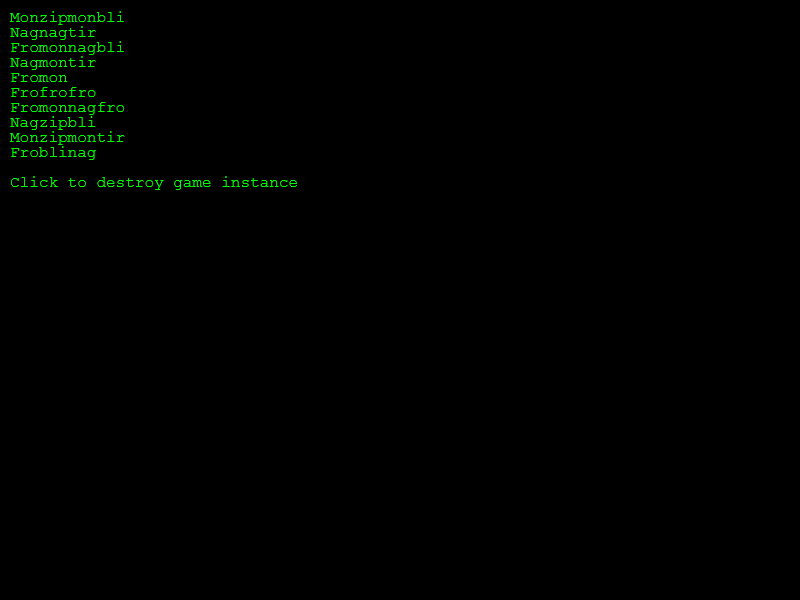 Monzipmonbli
Nagnagtir
Fromonnagbli
Nagmontir
Fromon
Frofrofro
Fromonnagfro
Nagzipbli
Monzipmontir
Froblinag
Click to destroy game instance